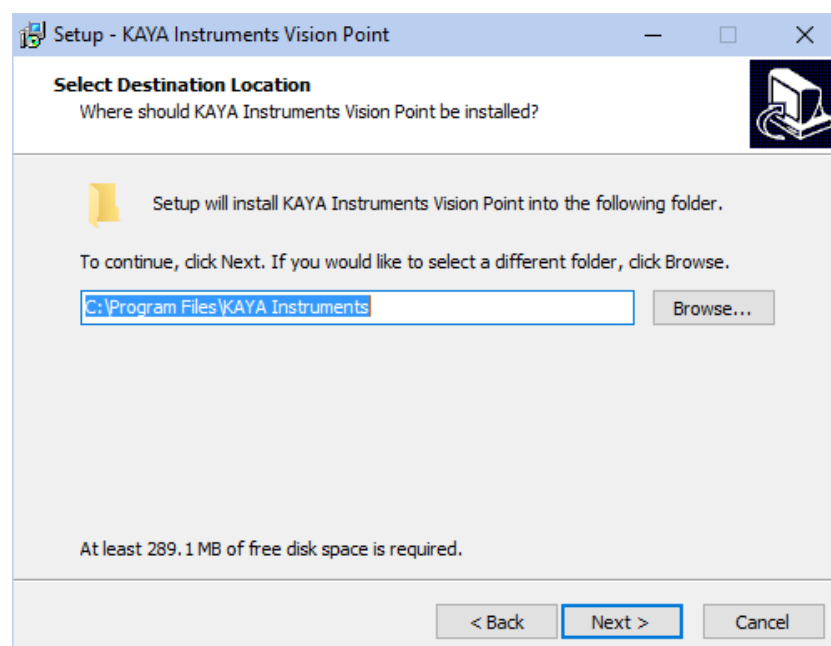 Setup - KAYA Instruments Vision Point
Select Destination Location
Where should KAYA Instruments Vision Point be installed?
Setup will install KAYA Instruments Vision Point into the following folder.
To continue, click Next. If you would like to select a different folder, click Browse.
C:\Program Files\KAYA Instruments
Browse...
At least 289.1 MB of free disk space is required.
< Back
Next >
Cancel